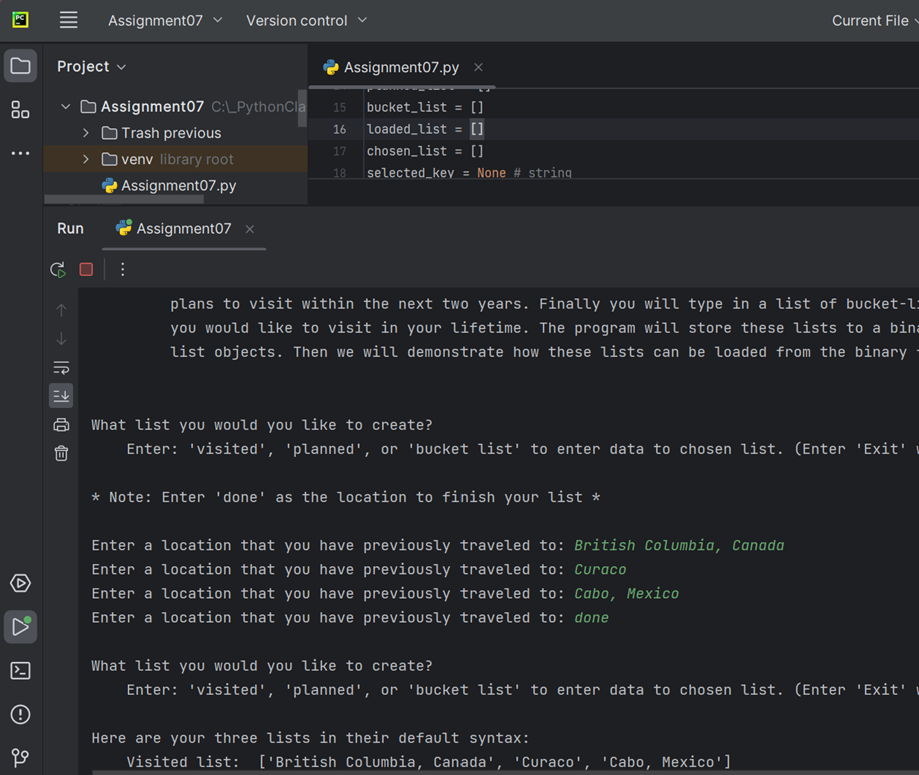 PC
Assignment07
Version control
Current File
Project
Assignment07.py
Assignment07 C:\_PythonCla
Trash previous
venv library root
Assignment07.py
15 bucket_list = []
16 loaded_list = []
17 chosen_list = []
18 selected_key = None # string
Run
Assignment07
plans to visit within the next two years. Finally you will type in a list of bucket-li
you would like to visit in your lifetime. The program will store these lists to a bina
list objects. Then we will demonstrate how these lists can be loaded from the binary
What list you would you like to create?
Enter: 'visited', 'planned', or 'bucket list' to enter data to chosen list. (Enter 'Exit' w
* Note: Enter 'done' as the location to finish your list *
Enter a location that you have previously traveled to: British Columbia, Canada
Enter a location that you have previously traveled to: Curaco
Enter a location that you have previously traveled to: Cabo, Mexico
Enter a location that you have previously traveled to: done
What list you would you like to create?
Enter: 'visited', 'planned', or 'bucket list' to enter data to chosen list. (Enter 'Exit' w
Here are your three lists in their default syntax:
Visited list: ['British Columbia, Canada', 'Curaco', 'Cabo, Mexico']